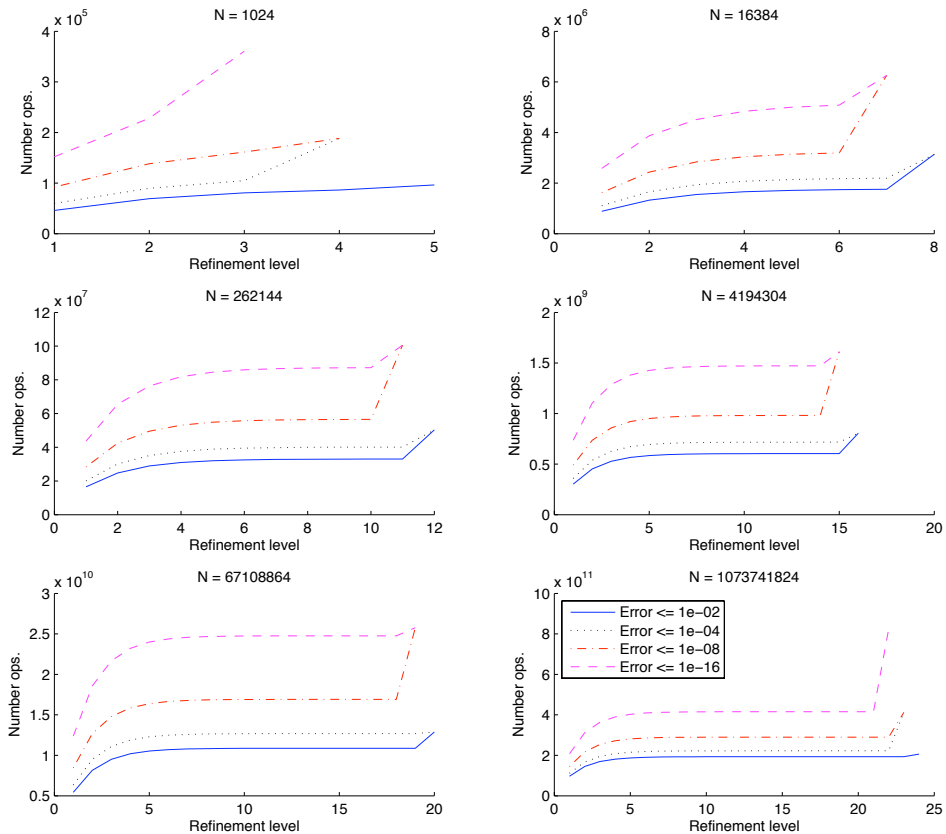 N = 1024
x 10^5
4
3
2
1
0
Number ops.
1 2 3 4 5
Refinement level
N = 16384
x 10^6
8
6
4
2
0
Number ops.
0 2 4 6 8
Refinement level
N = 262144
x 10^7
12
10
8
6
4
2
0
Number ops.
0 2 4 6 8 10 12
Refinement level
N = 4194304
x 10^9
2
1.5
1
0.5
0
Number ops.
0 5 10 15 20
Refinement level
N = 67108864
x 10^10
3
2.5
2
1.5
1
0.5
Number ops.
0 5 10 15 20
Refinement level
N = 1073741824
x 10^11
10
8
6
4
2
0
Number ops.
0 5 10 15 20 25
Refinement level
Error <= 1e-02
Error <= 1e-04
Error <= 1e-08
Error <= 1e-16